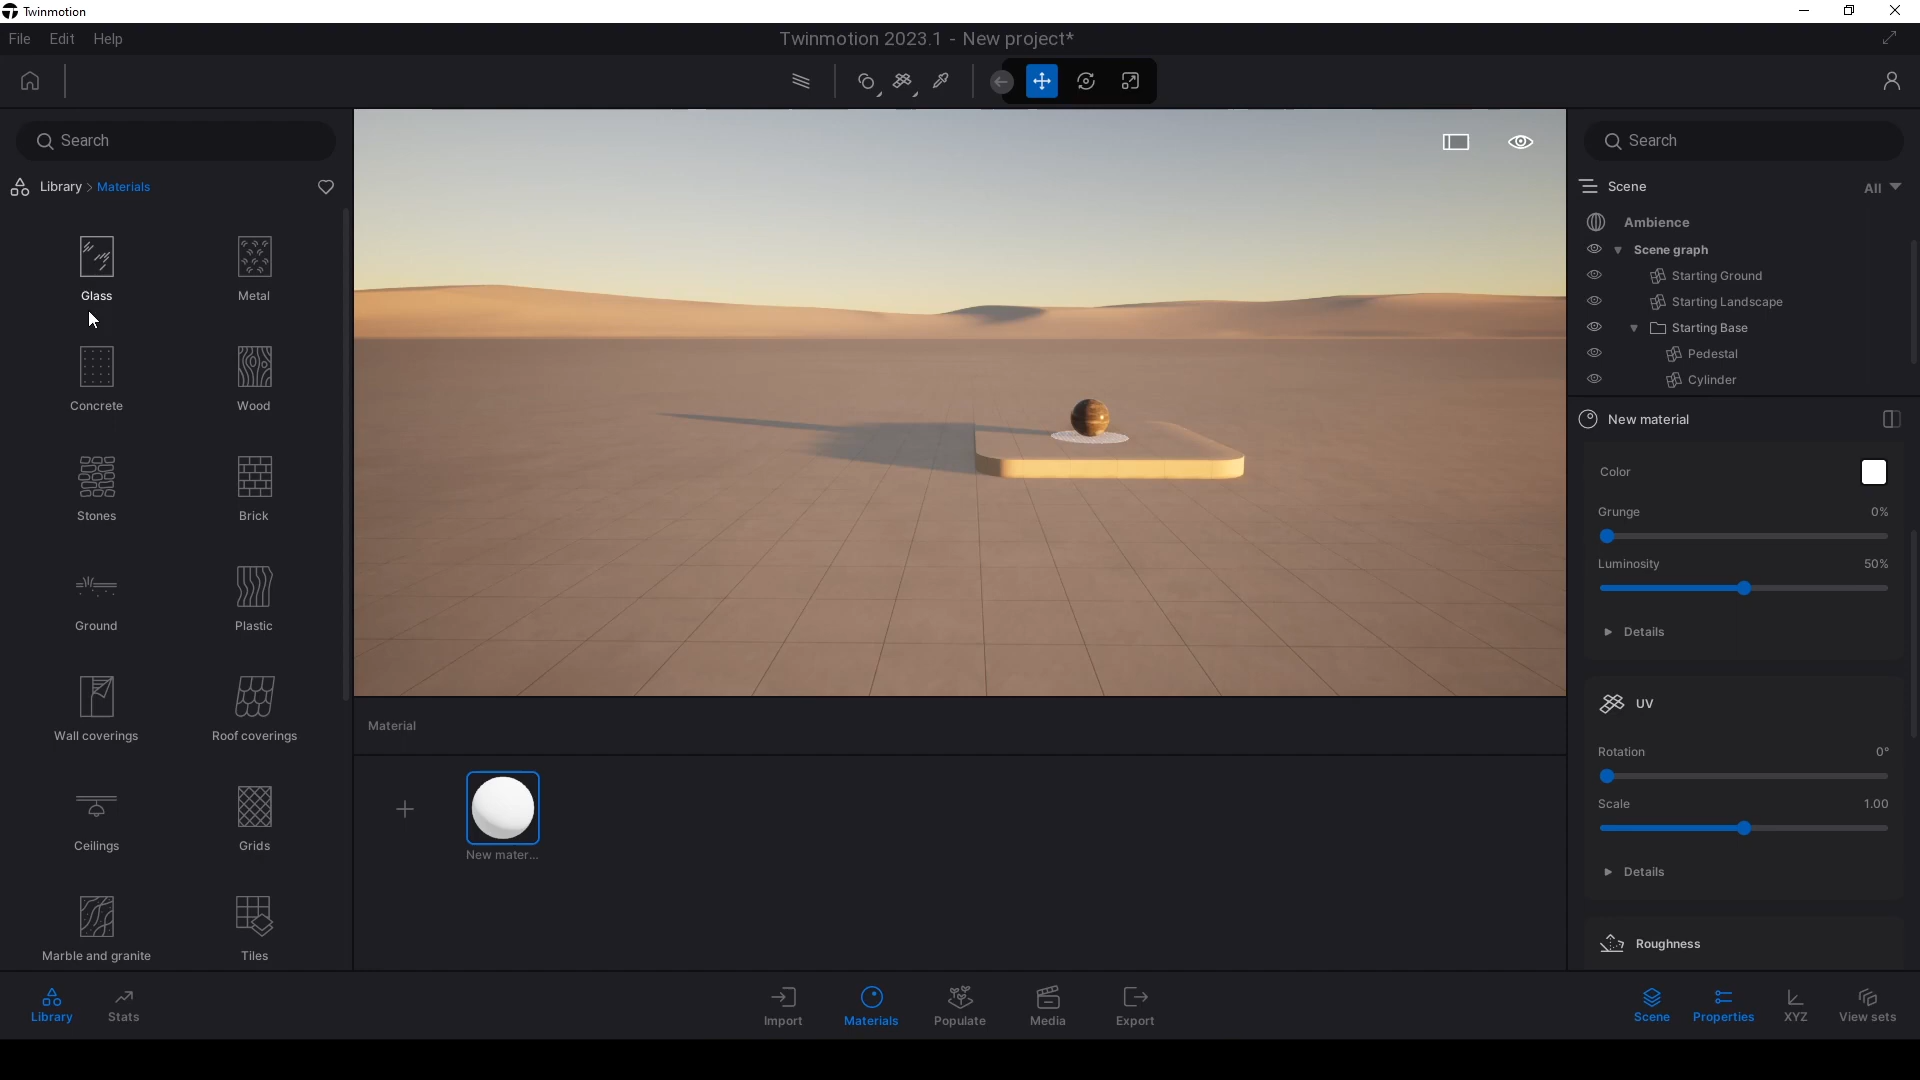 Twinmotion
File Edit Help
Twinmotion 2023.1 - New project*
Search
Library > Materials
Glass Metal
Concrete Wood
Stones Brick
Ground Plastic
Wall coverings Roof coverings
Ceilings Grids
Marble and granite Tiles
Material
New mater...
Search
Scene All
Ambience
Scene graph
Starting Ground
Starting Landscape
Starting Base
Pedestal
Cylinder
New material
Color
Grunge 0%
Luminosity 50%
Details
UV
Rotation 0°
Scale 1.00
Details
Roughness
Library Stats Import Materials Populate Media Export Scene Properties XYZ View sets